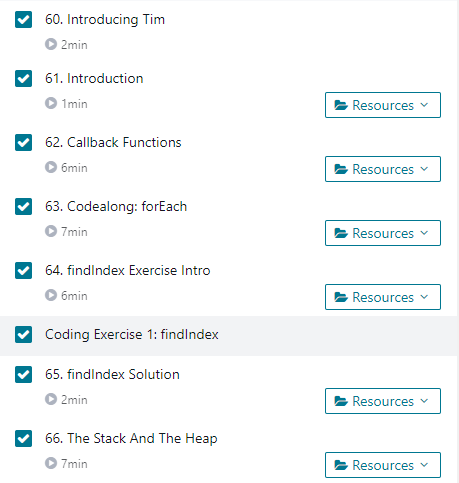 60. Introducing Tim
2min
61. Introduction
1min
Resources
62. Callback Functions
6min
Resources
63. Codealong: forEach
7min
Resources
64. findIndex Exercise Intro
6min
Resources
Coding Exercise 1: findIndex
65. findIndex Solution
2min
Resources
66. The Stack And The Heap
7min
Resources